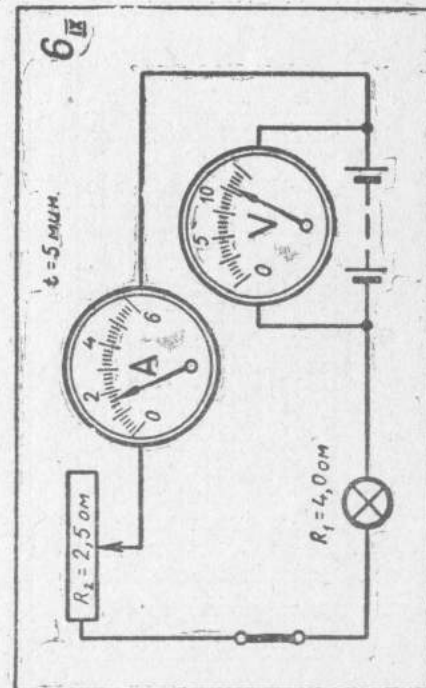 6 IX
t = 5 мин.
R₂ = 2,5 ом
0 2 4 6
A
0 5 10
V
R₁ = 4,0 ом